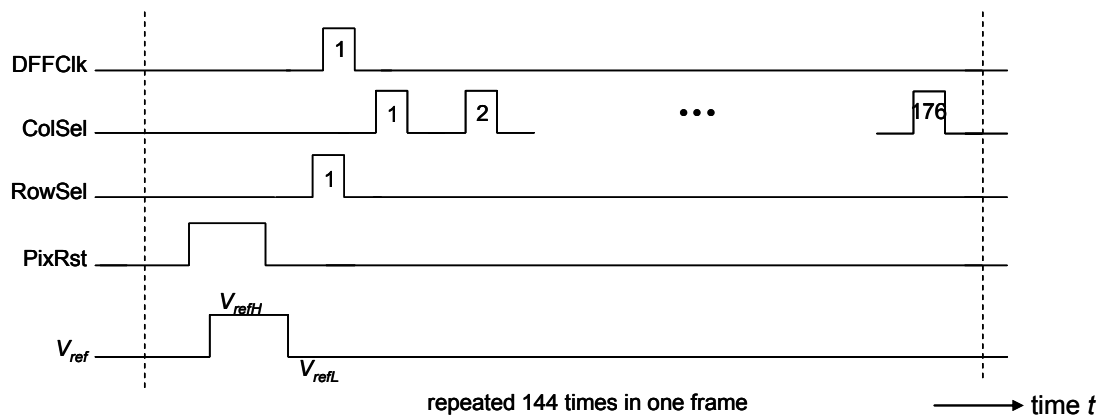 DFFClk
1
ColSel
1 2 ••• 176
RowSel
1
PixRst
VrefH
Vref
VrefL
repeated 144 times in one frame
time t